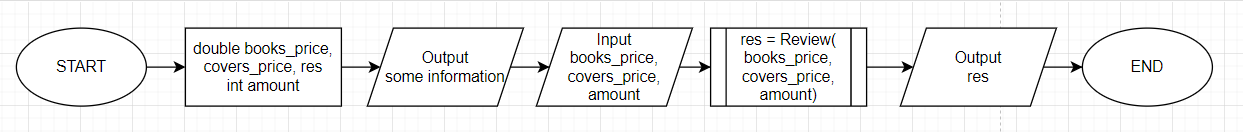 START
double books_price,
covers_price, res
int amount
Output
some information
Input
books_price,
covers_price,
amount
res = Review(
books_price,
covers_price,
amount)
Output
res
END